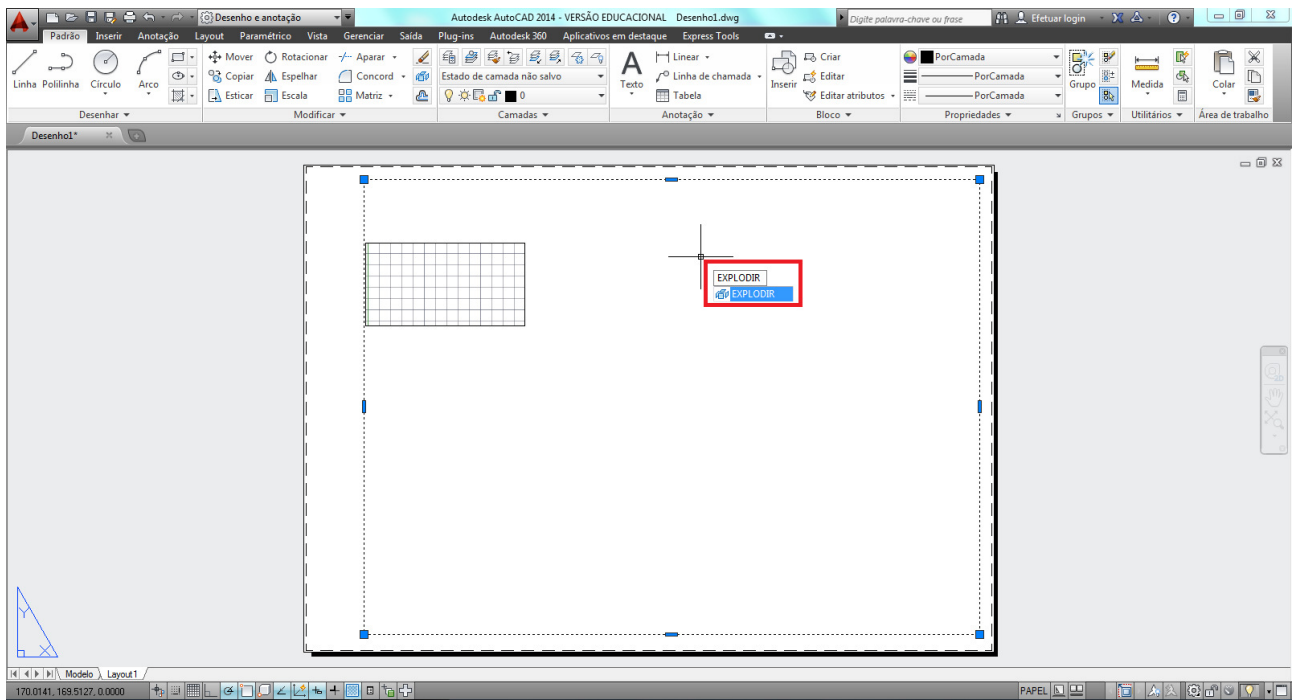 Desenho e anotação
Autodesk AutoCAD 2014 - VERSÃO EDUCACIONAL Desenho1.dwg
Digite palavra-chave ou frase
Efetuar login
Padrão Inserir Anotação Layout Paramétrico Vista Gerenciar Saída Plug-ins Autodesk 360 Aplicativos em destaque Express Tools
Linha Polilinha Círculo Arco
Mover Rotacionar Aparar
Copiar Espelhar Concord
Esticar Escala Matriz
Estado de camada não salvo
0
Texto
Linear
Linha de chamada
Tabela
Inserir
Criar
Editar
Editar atributos
PorCamada
PorCamada
PorCamada
Grupo
Medida
Colar
Desenhar Modificar Camadas Anotação Bloco Propriedades Grupos Utilitários Área de trabalho
Desenho1*
EXPLODIR
EXPLODIR
Y
X
Modelo Layout1
170.0141, 169.5127, 0.0000
PAPEL